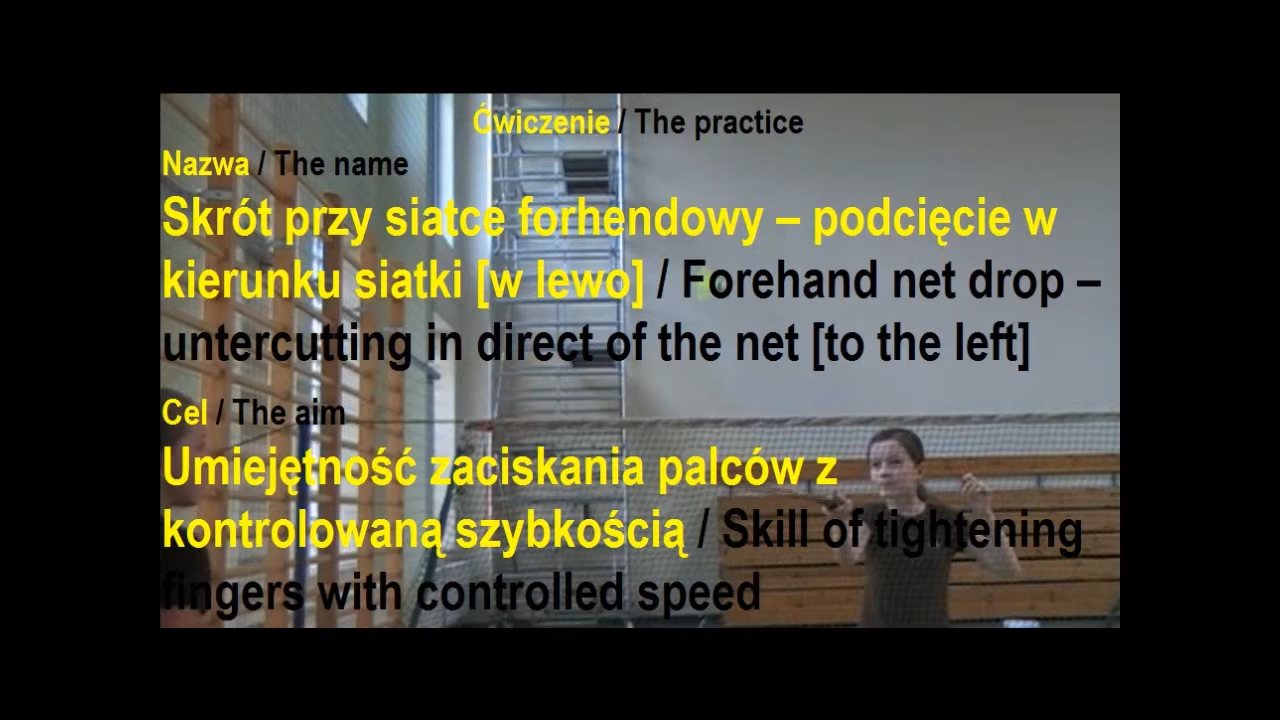 Ćwiczenie / The practice
Nazwa / The name
Skrót przy siatce forhendowy – podcięcie w
kierunku siatki [w lewo] / Forehand net drop –
untercutting in direct of the net [to the left]
Cel / The aim
Umiejętność zaciskania palców z
kontrolowaną szybkością / Skill of tightening
fingers with controlled speed